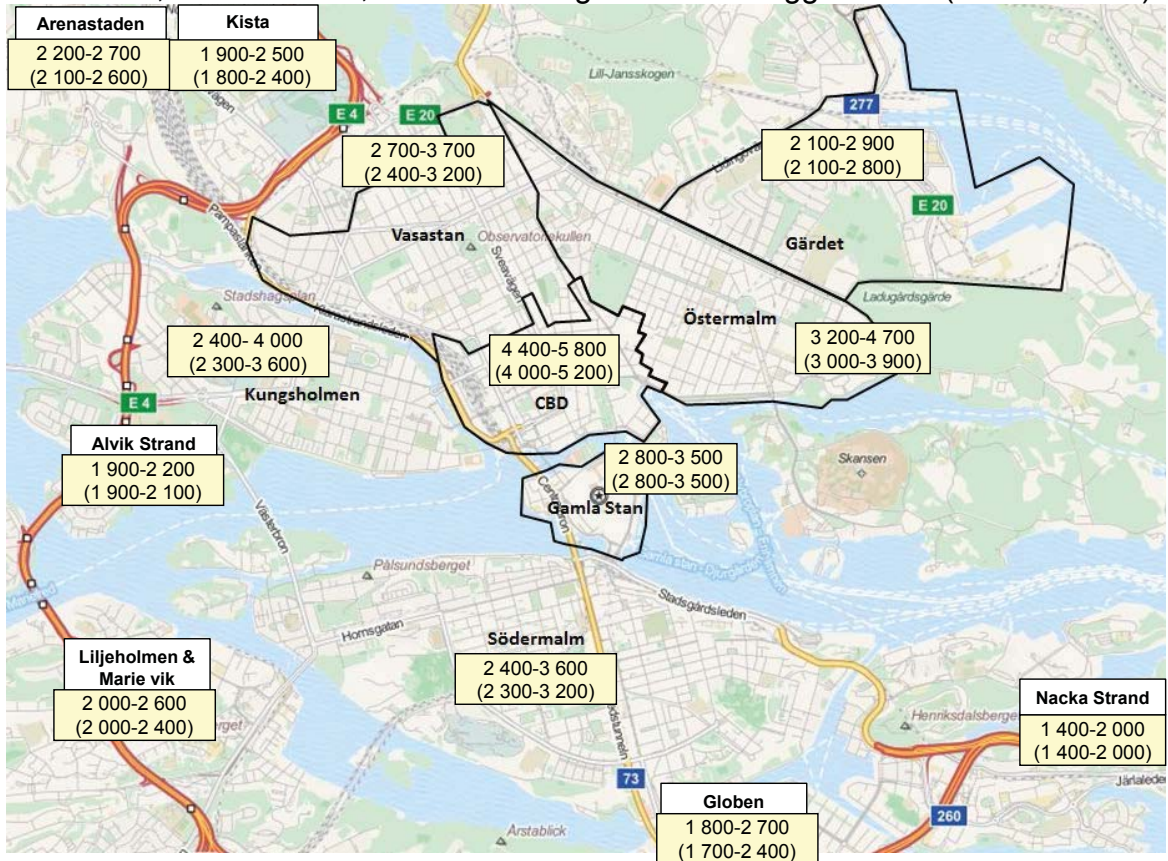 Arenastaden
2 200-2 700
(2 100-2 600)
Kista
1 900-2 500
(1 800-2 400)
E 4
E 20
2 700-3 700
(2 400-3 200)
Lill-Jansskogen
277
2 100-2 900
(2 100-2 800)
E 20
Gärdet
Vasastan
Observatoriekullen
Sveavägen
Pampaslänken
Stadshagsplan
Klarastrandsleden
Ladugårdsgärde
Östermalm
3 200-4 700
(3 000-3 900)
2 400- 4 000
(2 300-3 600)
Kungsholmen
4 400-5 800
(4 000-5 200)
CBD
E 4
Alvik Strand
1 900-2 200
(1 900-2 100)
2 800-3 500
(2 800-3 500)
Gamla Stan
Centralbron
Skansen
Västerbron
Pålsundsberget
Hornsgatan
Stadsgårdsleden
Södermalm
2 400-3 600
(2 300-3 200)
Liljeholmen &
Marie vik
2 000-2 600
(2 000-2 400)
Nacka Strand
1 400-2 000
(1 400-2 000)
Henriksdalsberget
Järlaleden
73
260
Globen
1 800-2 700
(1 700-2 400)
Årstablick